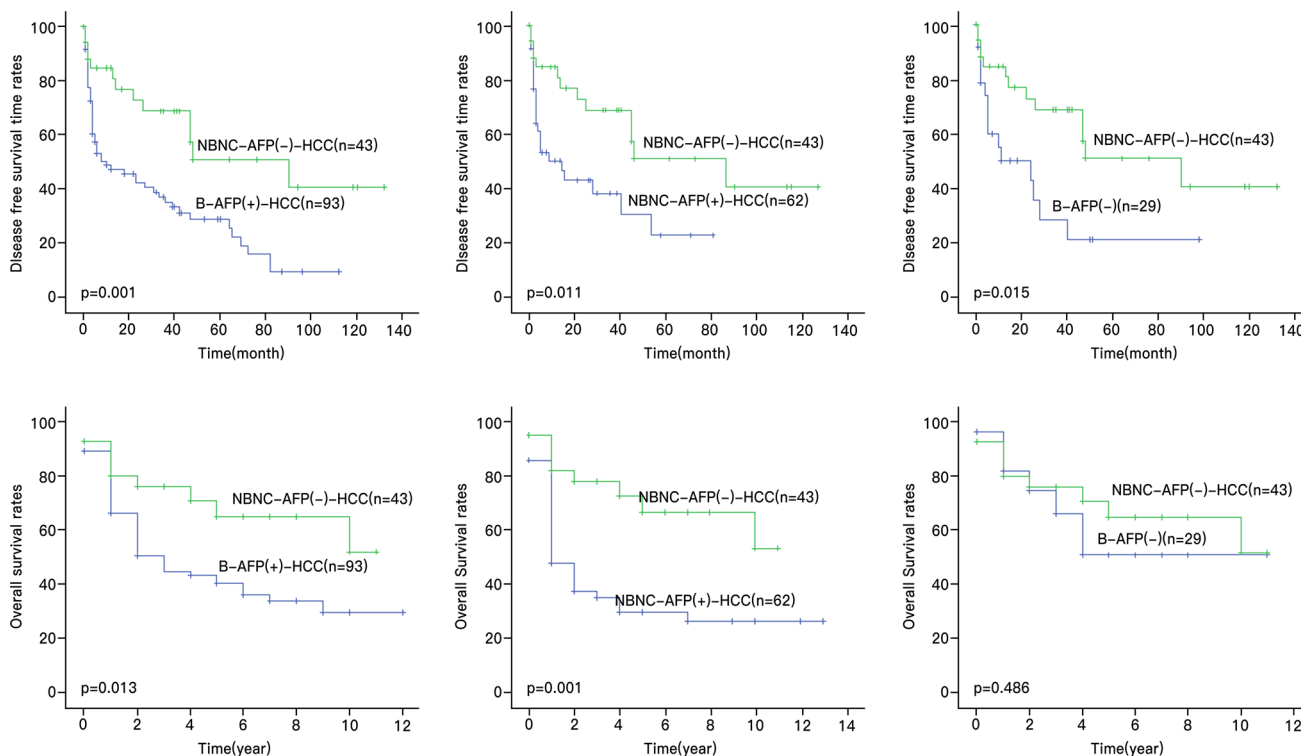 Disease free survival time rates
100
80
60
40
20
0
NBNC-AFP(-)-HCC(n=43)
B-AFP(+)-HCC(n=93)
p=0.001
0 20 40 60 80 100 120 140
Time(month)
Disease free survival time rates
100
80
60
40
20
0
NBNC-AFP(-)-HCC(n=43)
NBNC-AFP(+)-HCC(n=62)
p=0.011
0 20 40 60 80 100 120 140
Time(month)
Disease free survival time rates
100
80
60
40
20
0
NBNC-AFP(-)-HCC(n=43)
B-AFP(-)(n=29)
p=0.015
0 20 40 60 80 100 120 140
Time(month)
Overall survival rates
100
80
60
40
20
0
NBNC-AFP(-)-HCC(n=43)
B-AFP(+)-HCC(n=93)
p=0.013
0 2 4 6 8 10 12
Time(year)
Overall Survival rates
100
80
60
40
20
0
NBNC-AFP(-)-HCC(n=43)
NBNC-AFP(+)-HCC(n=62)
p=0.001
0 2 4 6 8 10 12 14
Time(year)
Overall Survival rates
100
80
60
40
20
0
NBNC-AFP(-)-HCC(n=43)
B-AFP(-)(n=29)
p=0.486
0 2 4 6 8 10 12
Time(year)